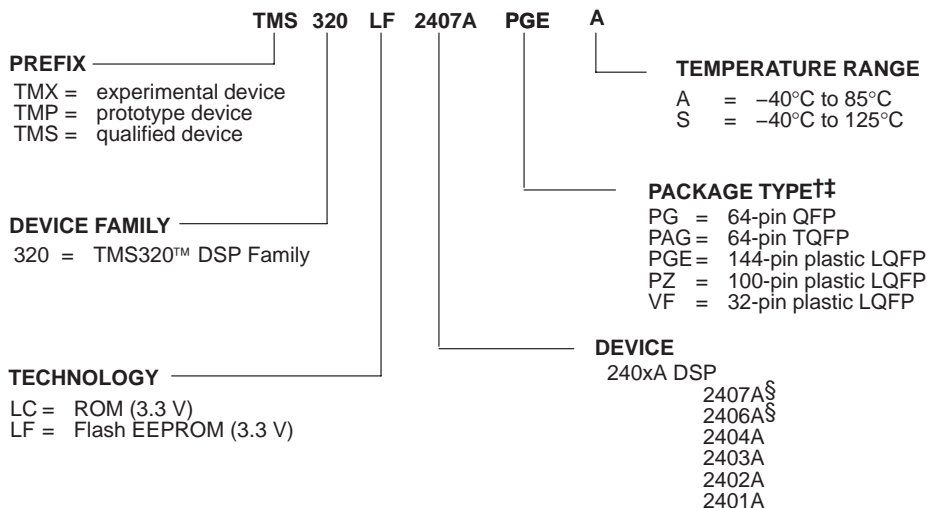 TMS 320 LF 2407A PGE A
PREFIX
TMX = experimental device
TMP = prototype device
TMS = qualified device
TEMPERATURE RANGE
A = −40°C to 85°C
S = −40°C to 125°C
PACKAGE TYPE†‡
PG = 64-pin QFP
PAG = 64-pin TQFP
PGE = 144-pin plastic LQFP
PZ = 100-pin plastic LQFP
VF = 32-pin plastic LQFP
DEVICE FAMILY
320 = TMS320™ DSP Family
DEVICE
240xA DSP
2407A§
2406A§
2404A
2403A
2402A
2401A
TECHNOLOGY
LC = ROM (3.3 V)
LF = Flash EEPROM (3.3 V)